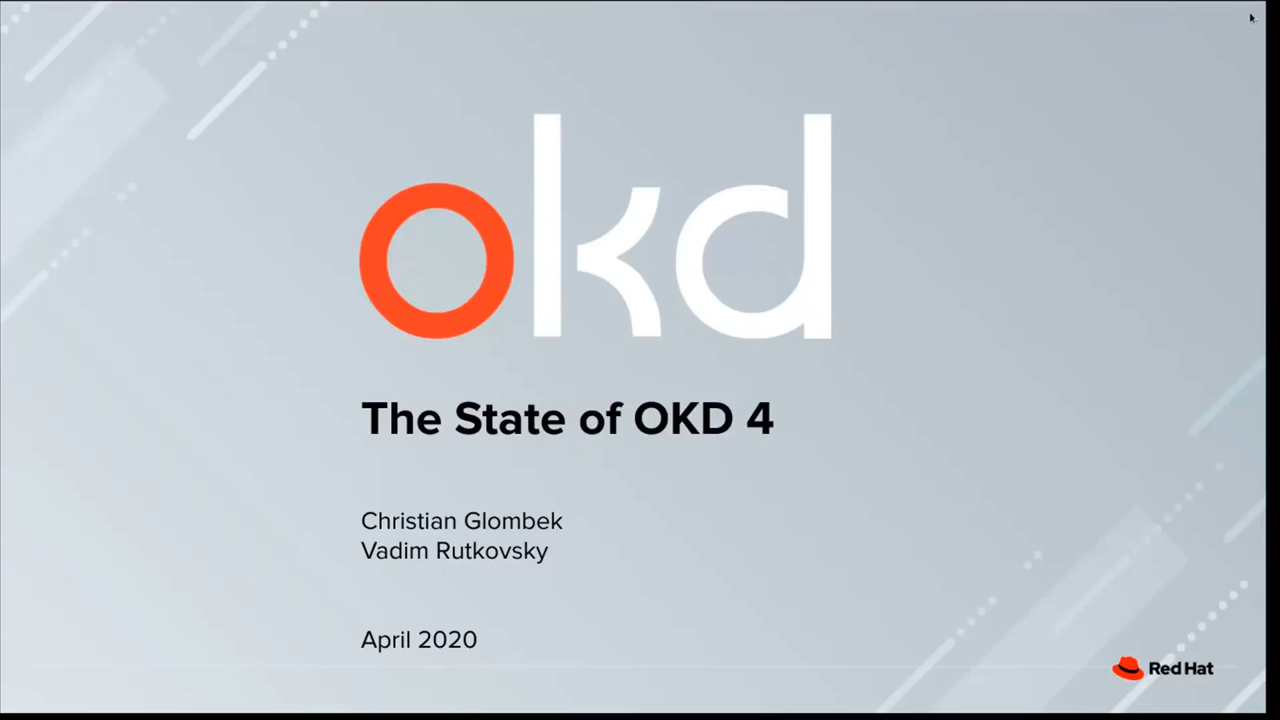 okd
The State of OKD 4
Christian Glombek
Vadim Rutkovsky
April 2020
Red Hat